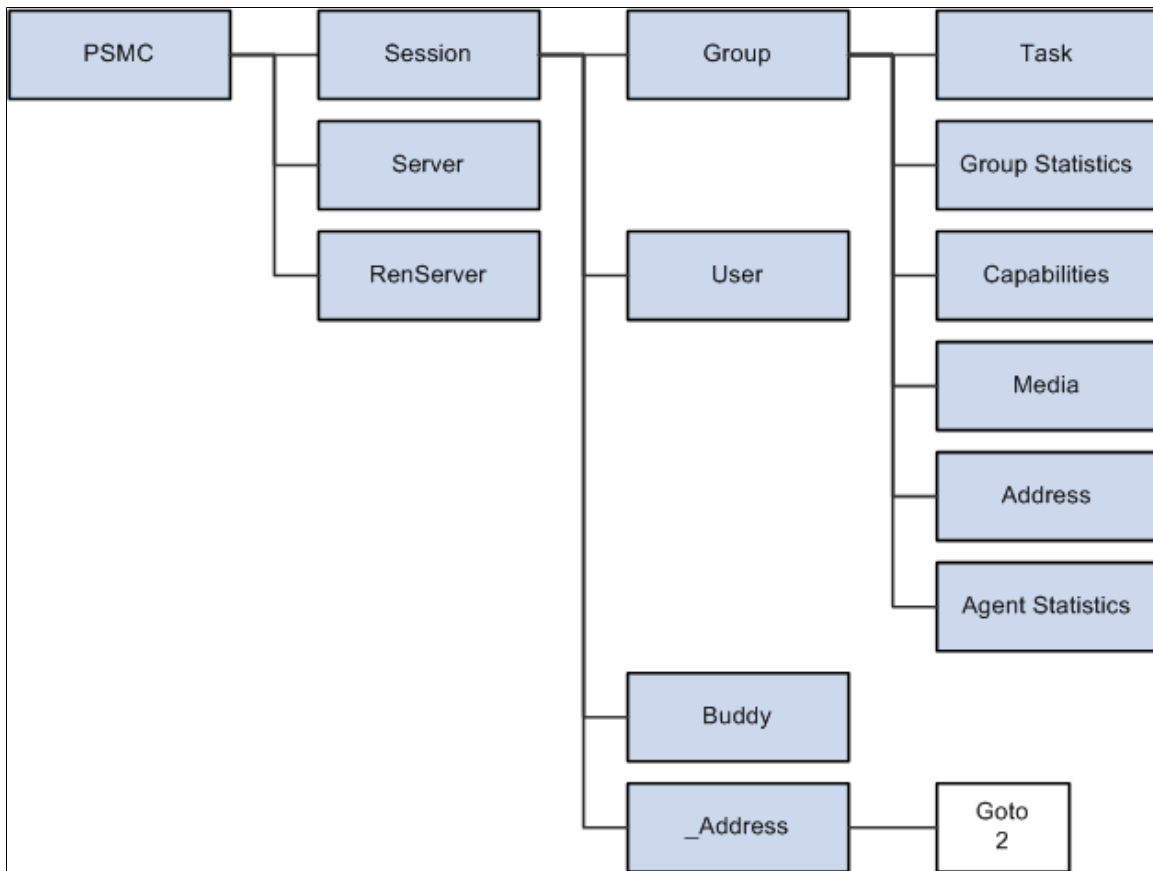 PSMC
Session
Group
Task
Server
Group Statistics
RenServer
User
Capabilities
Media
Address
Agent Statistics
Buddy
_Address
Goto
2